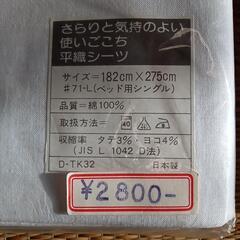 さらりと気持のよい
使いごこち
平織シーツ
サイズ=182cm×275cm
#71-L(ベッド用シングル)
品質=綿100%
取扱方法= 40
収縮率 タテ3%・ヨコ4%
(JIS L 1042 D法)
D-TK32 日本製
¥2800-